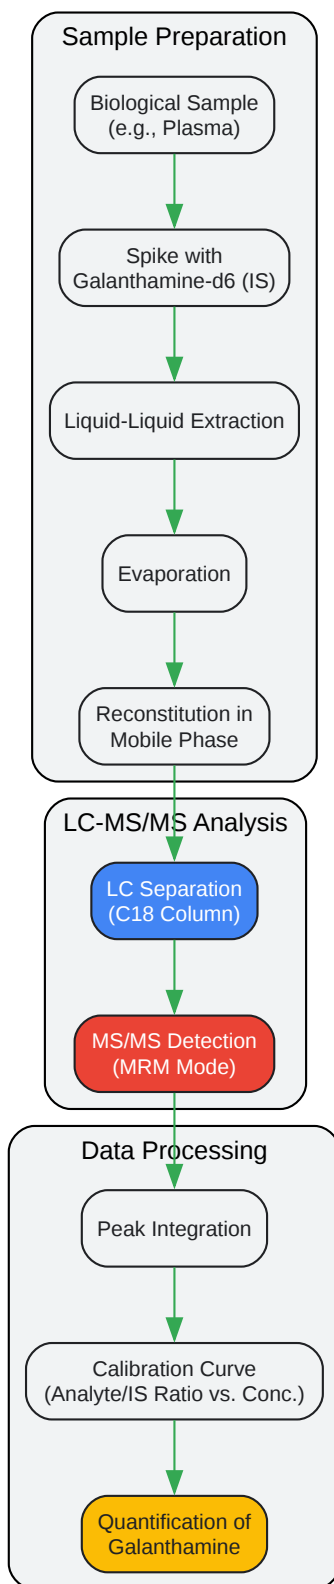 Sample Preparation
Biological Sample
(e.g., Plasma)
Spike with
Galanthamine-d6 (IS)
Liquid-Liquid Extraction
Evaporation
Reconstitution in
Mobile Phase
LC-MS/MS Analysis
LC Separation
(C18 Column)
MS/MS Detection
(MRM Mode)
Data Processing
Peak Integration
Calibration Curve
(Analyte/IS Ratio vs. Conc.)
Quantification of
Galanthamine